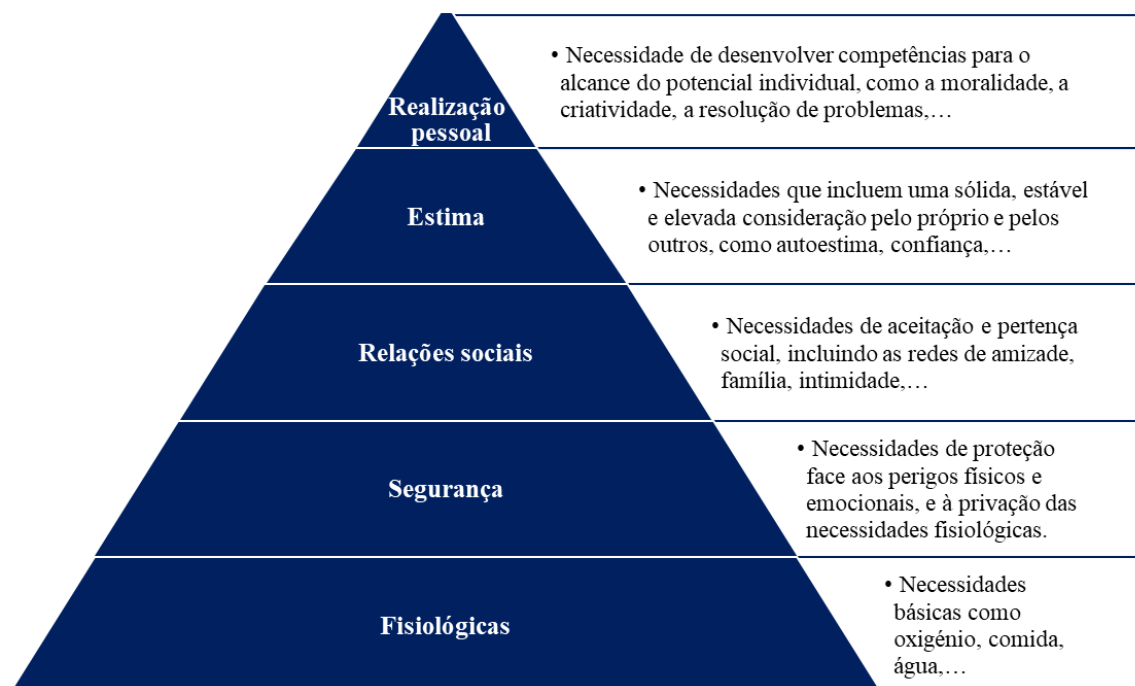 Realização
pessoal
• Necessidade de desenvolver competências para o
alcance do potencial individual, como a moralidade, a
criatividade, a resolução de problemas,…
Estima
• Necessidades que incluem uma sólida, estável
e elevada consideração pelo próprio e pelos
outros, como autoestima, confiança,…
Relações sociais
• Necessidades de aceitação e pertença
social, incluindo as redes de amizade,
família, intimidade,…
Segurança
• Necessidades de proteção
face aos perigos físicos e
emocionais, e à privação das
necessidades fisiológicas.
Fisiológicas
• Necessidades
básicas como
oxigénio, comida,
água,…